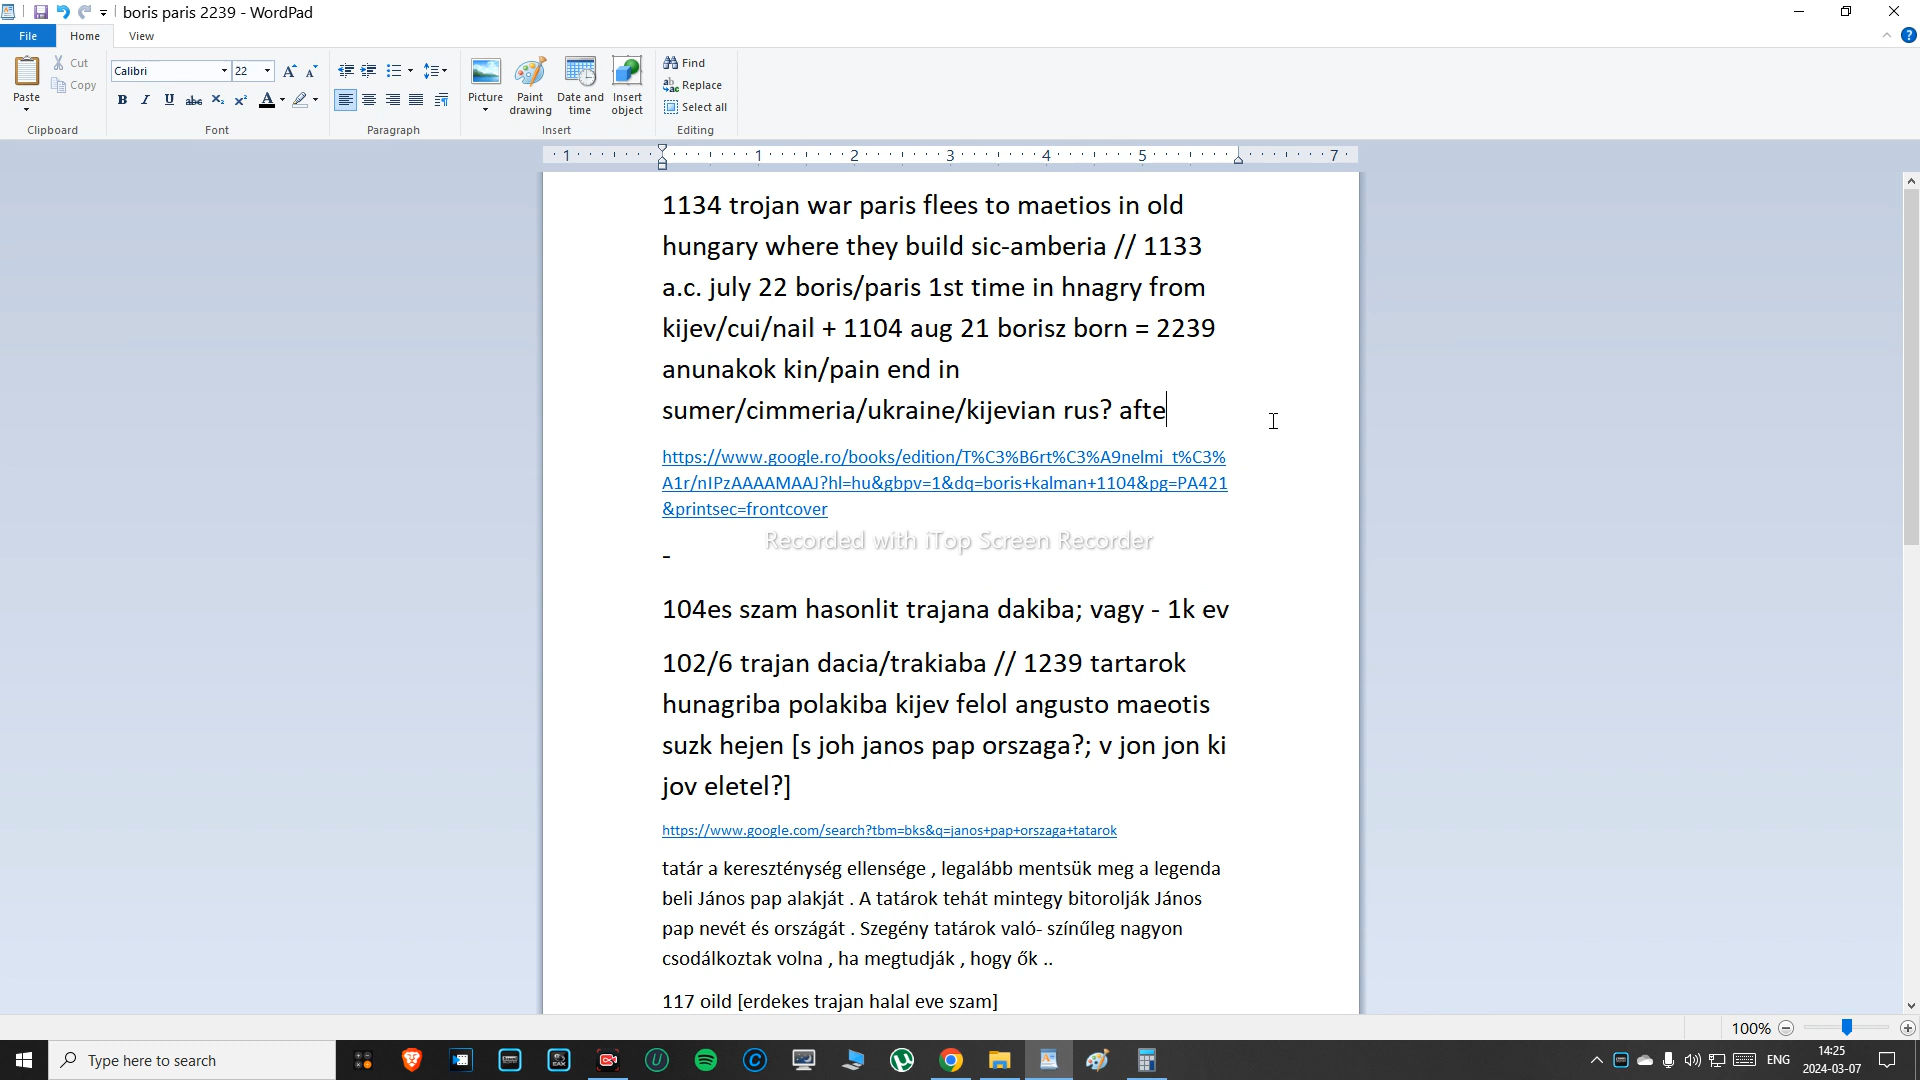 boris paris 2239 - WordPad
File Home View
Paste Cut Copy Clipboard
Calibri 22
B I U abc X₂ X² A
Font
Paragraph
Picture Paint drawing Date and time Insert object
Insert
Find
Replace
Select all
Editing
1 1 2 3 4 5 7
1134 trojan war paris flees to maetios in old
hungary where they build sic-amberia // 1133
a.c. july 22 boris/paris 1st time in hnagry from
kijev/cui/nail + 1104 aug 21 borisz born = 2239
anunakok kin/pain end in
sumer/cimmeria/ukraine/kijevian rus? afte
https://www.google.ro/books/edition/T%C3%B6rt%C3%A9nelmi_t%C3%
A1r/nIPzAAAAMAAJ?hl=hu&gbpv=1&dq=boris+kalman+1104&pg=PA421
&printsec=frontcover
Recorded with iTop Screen Recorder
-
104es szam hasonlit trajana dakiba; vagy - 1k ev
102/6 trajan dacia/trakiaba // 1239 tartarok
hunagriba polakiba kijev felol angusto maeotis
suzk hejen [s joh janos pap orszaga?; v jon jon ki
jov eletel?]
https://www.google.com/search?tbm=bks&q=janos+pap+orszaga+tatarok
tatár a kereszténység ellensége , legalább mentsük meg a legenda
beli János pap alakját . A tatárok tehát mintegy bitorolják János
pap nevét és országát . Szegény tatárok való- színűleg nagyon
csodálkoztak volna , ha megtudják , hogy ők ..
117 oild [erdekes trajan halal eve szam]
100%
Type here to search
ENG
14:25
2024-03-07